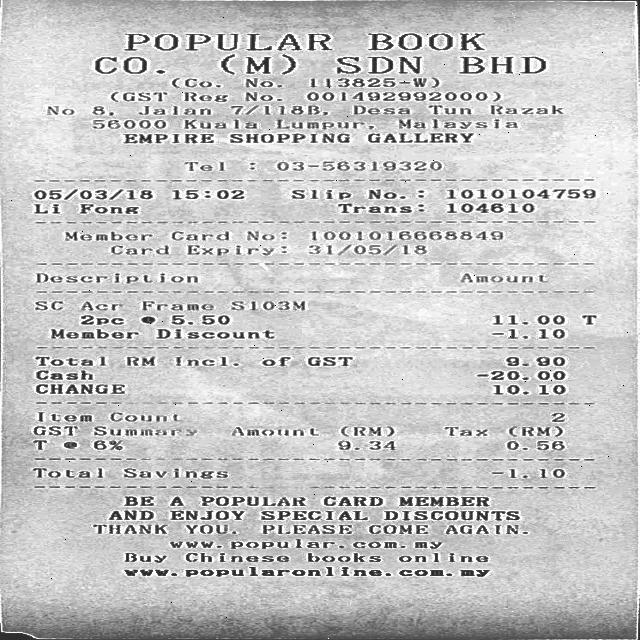 POPULAR BOOK
CO. (M) SDN BHD
(Co. No. 113825-W)
(GST Reg No. 001492992000)
No 8, Jalan 7/118B, Desa Tun Razak
56000 Kuala Lumpur, Malaysia
EMPIRE SHOPPING GALLERY
Tel : 03-56319320
05/03/18 15:02 Slip No.: 1010104759
Li Fong Trans: 104610
Member Card No: 1001016668849
Card Expiry: 31/05/18
Description Amount
SC Acr Frame S103M
2pc @ 5.50 11.00 T
Member Discount -1.10
Total RM Incl. of GST 9.90
Cash -20.00
CHANGE 10.10
Item Count 2
GST Summary Amount (RM) Tax (RM)
T @ 6% 9.34 0.56
Total Savings -1.10
BE A POPULAR CARD MEMBER
AND ENJOY SPECIAL DISCOUNTS
THANK YOU. PLEASE COME AGAIN.
www.popular.com.my
Buy Chinese books online
www.popularonline.com.my